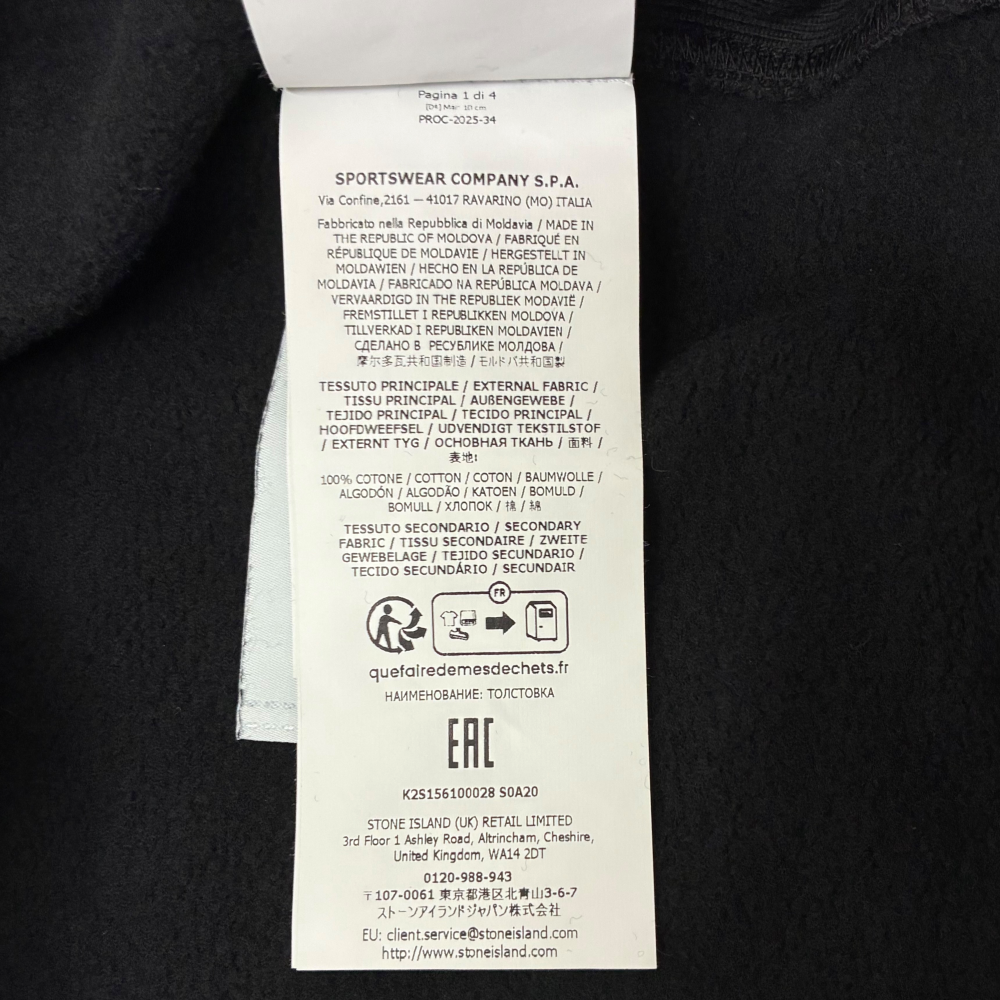 Pagina 1 di 4
[D4] Mar 10 cm
PROC-2025-34
SPORTSWEAR COMPANY S.P.A.
Via Confine,2161 — 41017 RAVARINO (MO) ITALIA
Fabbricato nella Repubblica di Moldavia / MADE IN
THE REPUBLIC OF MOLDOVA / FABRIQUÉ EN
RÉPUBLIQUE DE MOLDAVIE / HERGESTELLT IN
MOLDAWIEN / HECHO EN LA REPÚBLICA DE
MOLDAVIA / FABRICADO NA REPÚBLICA MOLDAVA /
VERVAARDIGD IN THE REPUBLIEK MODAVIË /
FREMSTILLET I REPUBLIKKEN MOLDOVA /
TILLVERKAD I REPUBLIKEN MOLDAVIEN /
СДЕЛАНО В РЕСУБЛИКЕ МОЛДОВА /
摩尔多瓦共和国制造 / モルドバ共和国製
TESSUTO PRINCIPALE / EXTERNAL FABRIC /
TISSU PRINCIPAL / AUßENGEWEBE /
TEJIDO PRINCIPAL / TECIDO PRINCIPAL /
HOOFDWEEFSEL / UDVENDIGT TEKSTILSTOF
/ EXTERNT TYG / ОСНОВНАЯ ТКАНЬ / 面料 /
表地:
100% COTONE / COTTON / COTON / BAUMWOLLE /
ALGODÓN / ALGODÃO / KATOEN / BOMULD /
BOMULL / ХЛОПОК / 棉 / 綿
TESSUTO SECONDARIO / SECONDARY
FABRIC / TISSU SECONDAIRE / ZWEITE
GEWEBELAGE / TEJIDO SECUNDARIO /
TECIDO SECUNDÁRIO / SECUNDAIR
FR
quefairedemesdechets.fr
НАИМЕНОВАНИЕ: ТОЛСТОВКА
EAC
K2S156100028 S0A20
STONE ISLAND (UK) RETAIL LIMITED
3rd Floor 1 Ashley Road, Altrincham, Cheshire,
United Kingdom, WA14 2DT
0120-988-943
〒107-0061 東京都港区北青山3-6-7
ストーンアイランドジャパン株式会社
EU: client.service@stoneisland.com
http://www.stoneisland.com